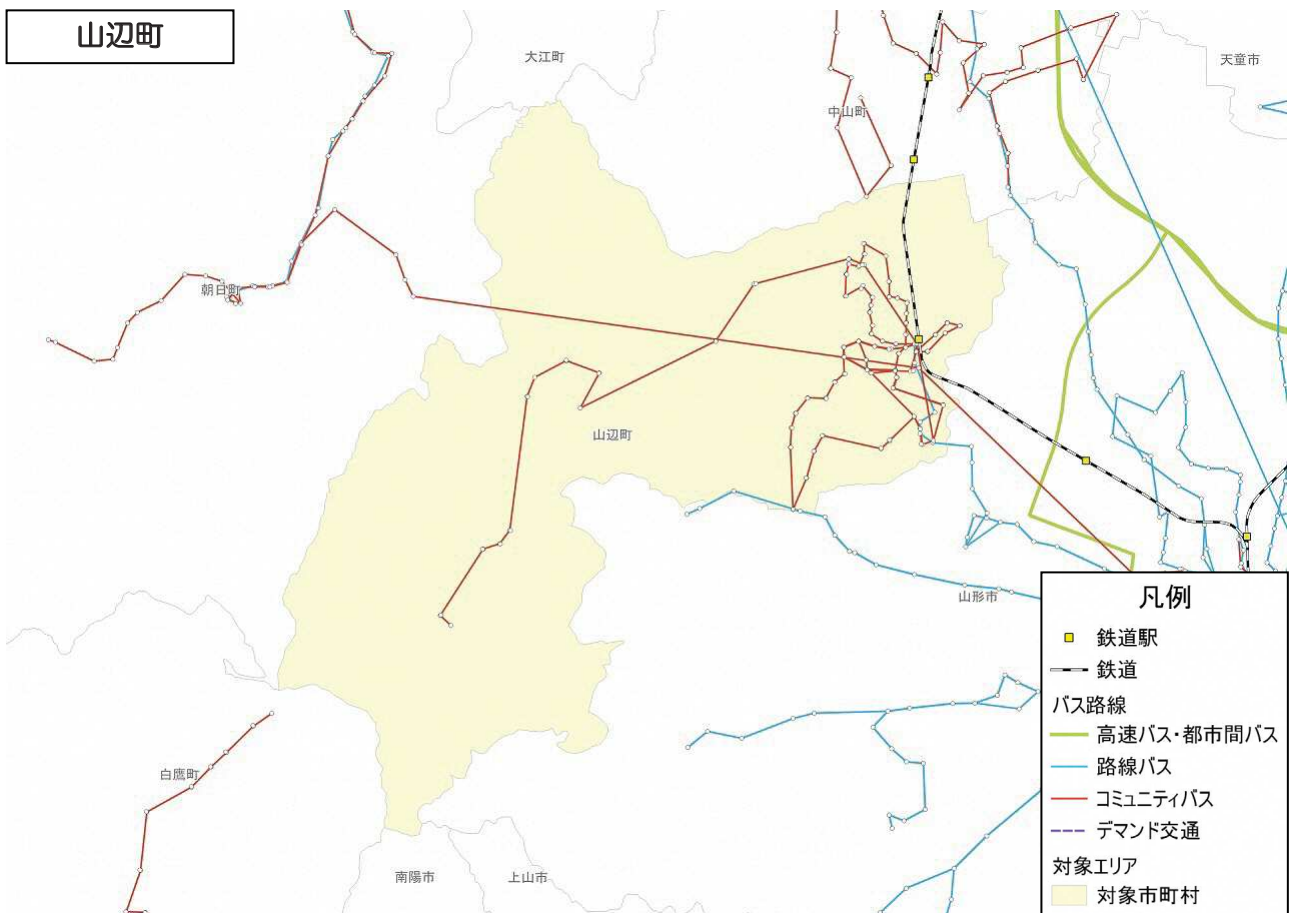 山辺町
大江町
天童市
中山町
朝日町
山辺町
山形市
白鷹町
南陽市
上山市
凡例
鉄道駅
鉄道
バス路線
高速バス・都市間バス
路線バス
コミュニティバス
デマンド交通
対象エリア
対象市町村